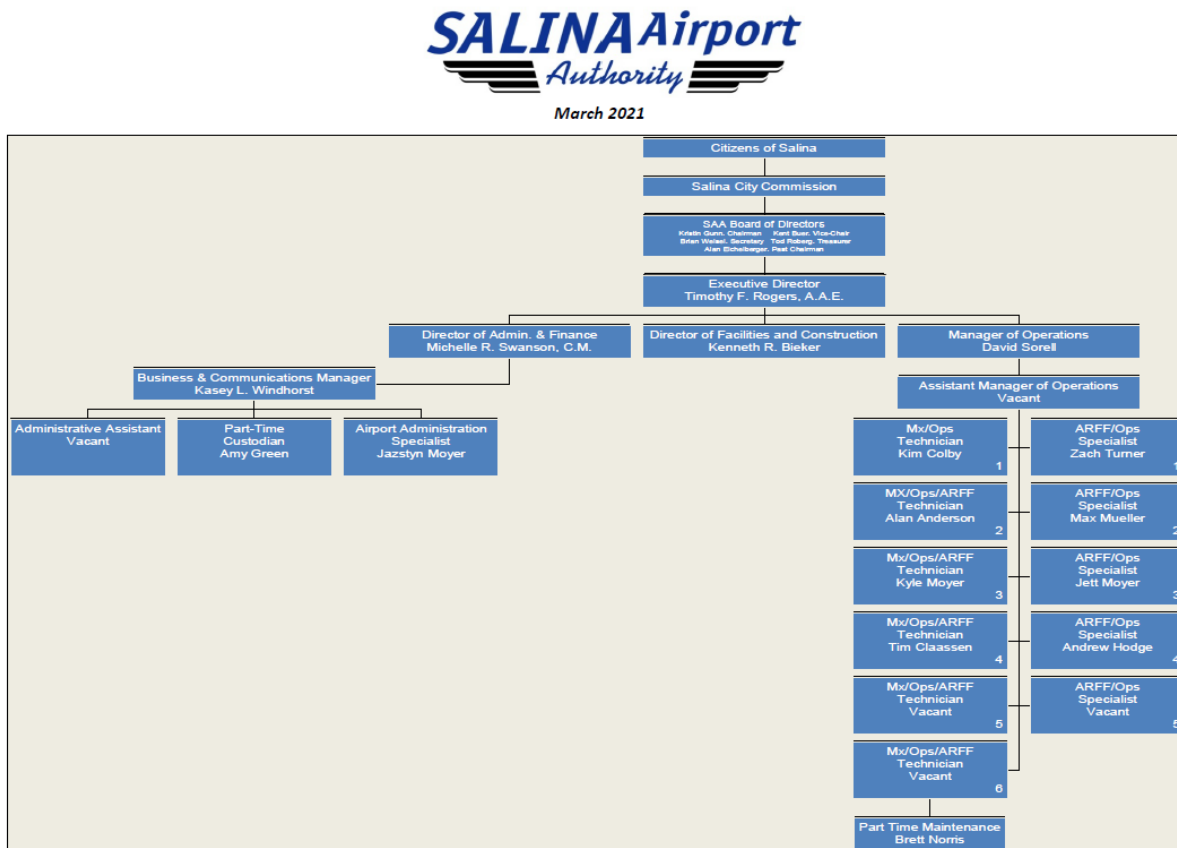 SALINA Airport
Authority
March 2021
Citizens of Salina
Salina City Commission
SAA Board of Directors
Kristin Gunn, Chairman Kent Buer, Vice-Chair
Brian Weisel, Secretary Tod Roberg, Treasurer
Alan Eichelberger, Past Chairman
Executive Director
Timothy F. Rogers, A.A.E.
Director of Admin. & Finance
Michelle R. Swanson, C.M.
Director of Facilities and Construction
Kenneth R. Bieker
Manager of Operations
David Sorell
Business & Communications Manager
Kasey L. Windhorst
Assistant Manager of Operations
Vacant
Administrative Assistant
Vacant
Part-Time
Custodian
Amy Green
Airport Administration
Specialist
Jazstyn Moyer
Mx/Ops
Technician
Kim Colby
1
ARFF/Ops
Specialist
Zach Turner
1
MX/Ops/ARFF
Technician
Alan Anderson
2
ARFF/Ops
Specialist
Max Mueller
2
Mx/Ops/ARFF
Technician
Kyle Moyer
3
ARFF/Ops
Specialist
Jett Moyer
3
Mx/Ops/ARFF
Technician
Tim Claassen
4
ARFF/Ops
Specialist
Andrew Hodge
4
Mx/Ops/ARFF
Technician
Vacant
5
ARFF/Ops
Specialist
Vacant
5
Mx/Ops/ARFF
Technician
Vacant
6
Part Time Maintenance
Brett Norris